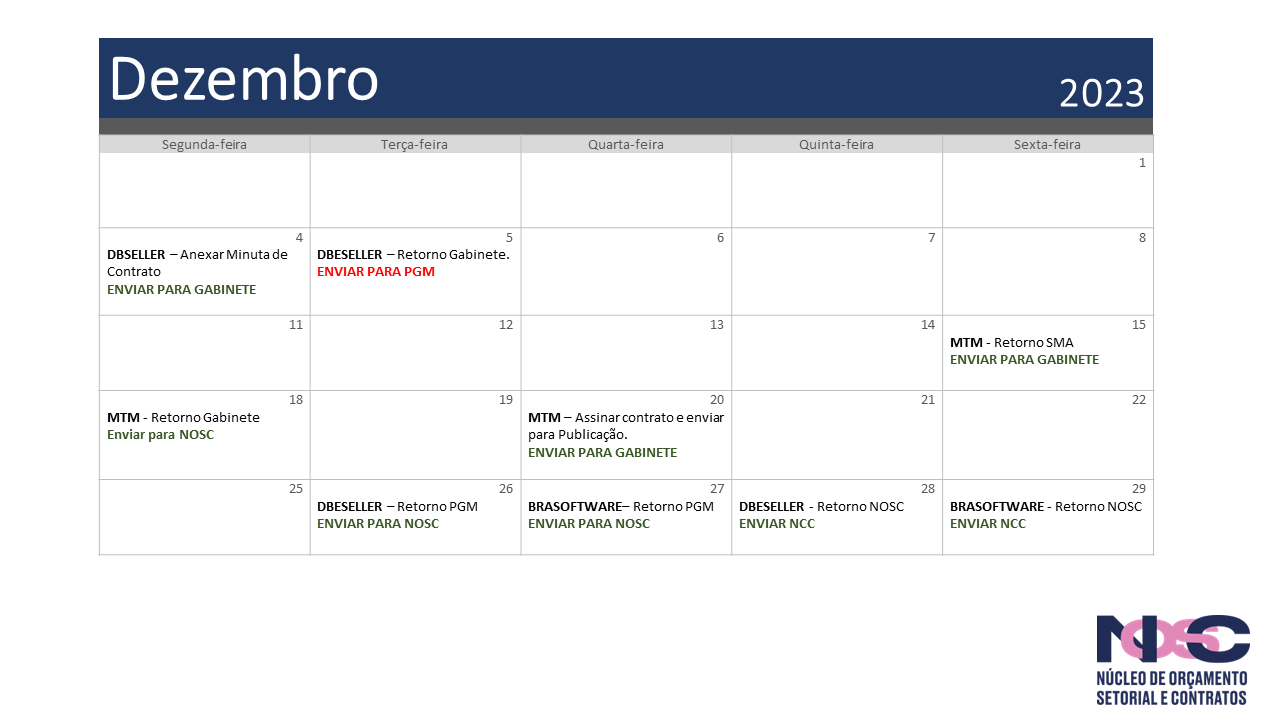 Dezembro
2023
Segunda-feira
Terça-feira
Quarta-feira
Quinta-feira
Sexta-feira
1
4
DBSELLER – Anexar Minuta de
Contrato
ENVIAR PARA GABINETE
5
DBESELLER – Retorno Gabinete.
ENVIAR PARA PGM
6
7
8
11
12
13
14
15
MTM - Retorno SMA
ENVIAR PARA GABINETE
18
MTM - Retorno Gabinete
Enviar para NOSC
19
20
MTM – Assinar contrato e enviar
para Publicação.
ENVIAR PARA GABINETE
21
22
25
26
DBESELLER – Retorno PGM
ENVIAR PARA NOSC
27
BRASOFTWARE– Retorno PGM
ENVIAR PARA NOSC
28
DBESELLER - Retorno NOSC
ENVIAR NCC
29
BRASOFTWARE - Retorno NOSC
ENVIAR NCC
NOSC
NÚCLEO DE ORÇAMENTO
SETORIAL E CONTRATOS